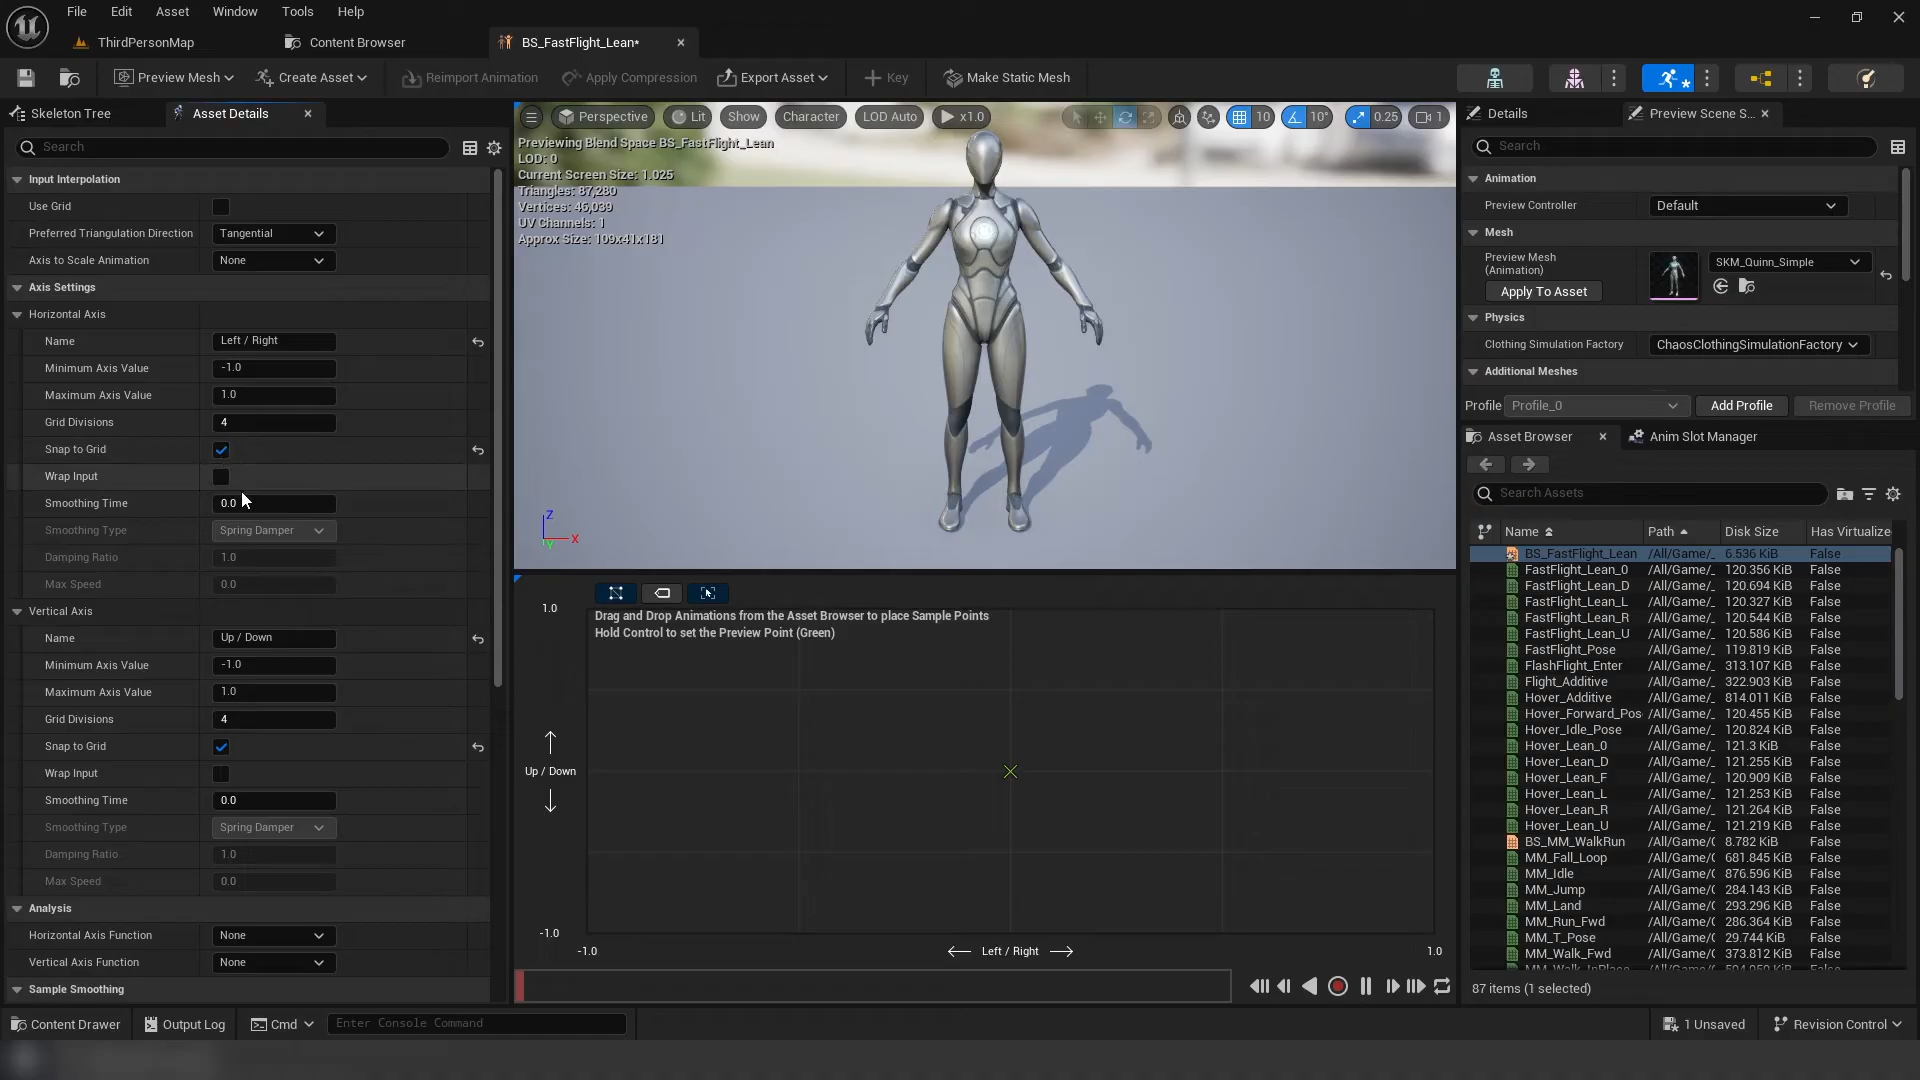 File Edit Asset Window Tools Help
ThirdPersonMap Content Browser BS_FastFlight_Lean*
Preview Mesh Create Asset Reimport Animation Apply Compression Export Asset Key Make Static Mesh
Skeleton Tree Asset Details
Search
Input Interpolation
Use Grid
Preferred Triangulation Direction Tangential
Axis to Scale Animation None
Axis Settings
Horizontal Axis
Name Left / Right
Minimum Axis Value -1.0
Maximum Axis Value 1.0
Grid Divisions 4
Snap to Grid
Wrap Input
Smoothing Time 0.0
Smoothing Type Spring Damper
Damping Ratio 1.0
Max Speed 0.0
Vertical Axis
Name Up / Down
Minimum Axis Value -1.0
Maximum Axis Value 1.0
Grid Divisions 4
Snap to Grid
Wrap Input
Smoothing Time 0.0
Smoothing Type Spring Damper
Damping Ratio 1.0
Max Speed 0.0
Analysis
Horizontal Axis Function None
Vertical Axis Function None
Sample Smoothing
Perspective Lit Show Character LOD Auto x1.0 10 10° 0.25 1
Previewing Blend Space BS_FastFlight_Lean
LOD: 0
Current Screen Size: 1.025
Triangles: 87,280
Vertices: 46,039
UV Channels: 1
Approx Size: 109x41x181
Z
X
Y
1.0
Drag and Drop Animations from the Asset Browser to place Sample Points
Hold Control to set the Preview Point (Green)
Up / Down
-1.0
-1.0 Left / Right 1.0
Details Preview Scene S...
Search
Animation
Preview Controller Default
Mesh
Preview Mesh
(Animation)
SKM_Quinn_Simple
Apply To Asset
Physics
Clothing Simulation Factory ChaosClothingSimulationFactory
Additional Meshes
Profile Profile_0 Add Profile Remove Profile
Asset Browser Anim Slot Manager
Search Assets
Name Path Disk Size Has Virtualize
BS_FastFlight_Lean /All/Game/_ 6.536 KiB False
FastFlight_Lean_0 /All/Game/_ 120.356 KiB False
FastFlight_Lean_D /All/Game/_ 120.694 KiB False
FastFlight_Lean_L /All/Game/_ 120.327 KiB False
FastFlight_Lean_R /All/Game/_ 120.544 KiB False
FastFlight_Lean_U /All/Game/_ 120.586 KiB False
FastFlight_Pose /All/Game/_ 119.819 KiB False
FlashFlight_Enter /All/Game/_ 313.107 KiB False
Flight_Additive /All/Game/_ 322.903 KiB False
Hover_Additive /All/Game/_ 814.011 KiB False
Hover_Forward_Pos /All/Game/_ 120.455 KiB False
Hover_Idle_Pose /All/Game/_ 120.824 KiB False
Hover_Lean_0 /All/Game/_ 121.3 KiB False
Hover_Lean_D /All/Game/_ 121.255 KiB False
Hover_Lean_F /All/Game/_ 120.909 KiB False
Hover_Lean_L /All/Game/_ 121.253 KiB False
Hover_Lean_R /All/Game/_ 121.264 KiB False
Hover_Lean_U /All/Game/_ 121.219 KiB False
BS_MM_WalkRun /All/Game/( 8.782 KiB False
MM_Fall_Loop /All/Game/( 681.845 KiB False
MM_Idle /All/Game/( 876.596 KiB False
MM_Jump /All/Game/( 284.143 KiB False
MM_Land /All/Game/( 293.296 KiB False
MM_Run_Fwd /All/Game/( 286.364 KiB False
MM_T_Pose /All/Game/( 29.744 KiB False
MM_Walk_Fwd /All/Game/( 373.812 KiB False
MM_Walk_InPlace /All/Game/( 504.059 KiB False
87 items (1 selected)
Content Drawer Output Log Cmd Enter Console Command 1 Unsaved Revision Control